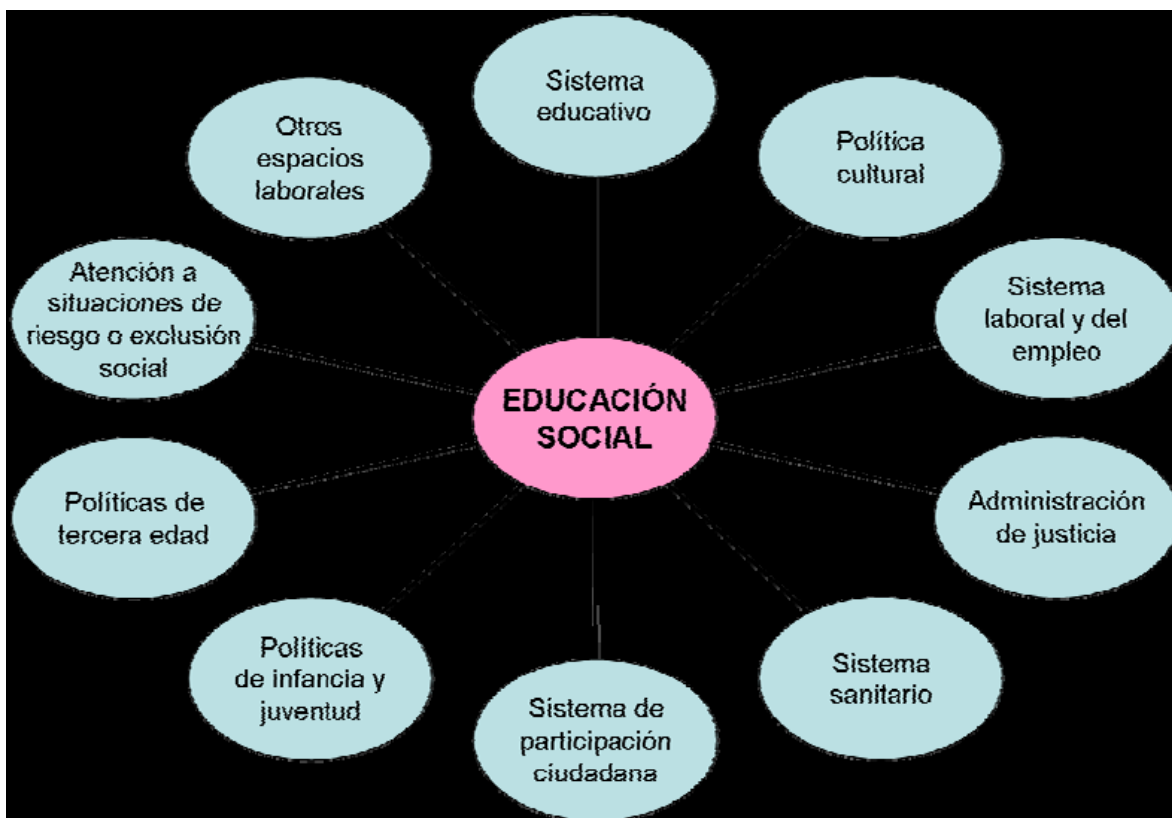 Sistema
educativo
Política
cultural
Sistema
laboral y del
empleo
Administración
de justicia
Sistema
sanitario
Sistema de
participación
ciudadana
Políticas
de infancia y
juventud
Políticas de
tercera edad
Atención a
situaciones de
riesgo o exclusión
social
Otros
espacios
laborales
EDUCACIÓN
SOCIAL